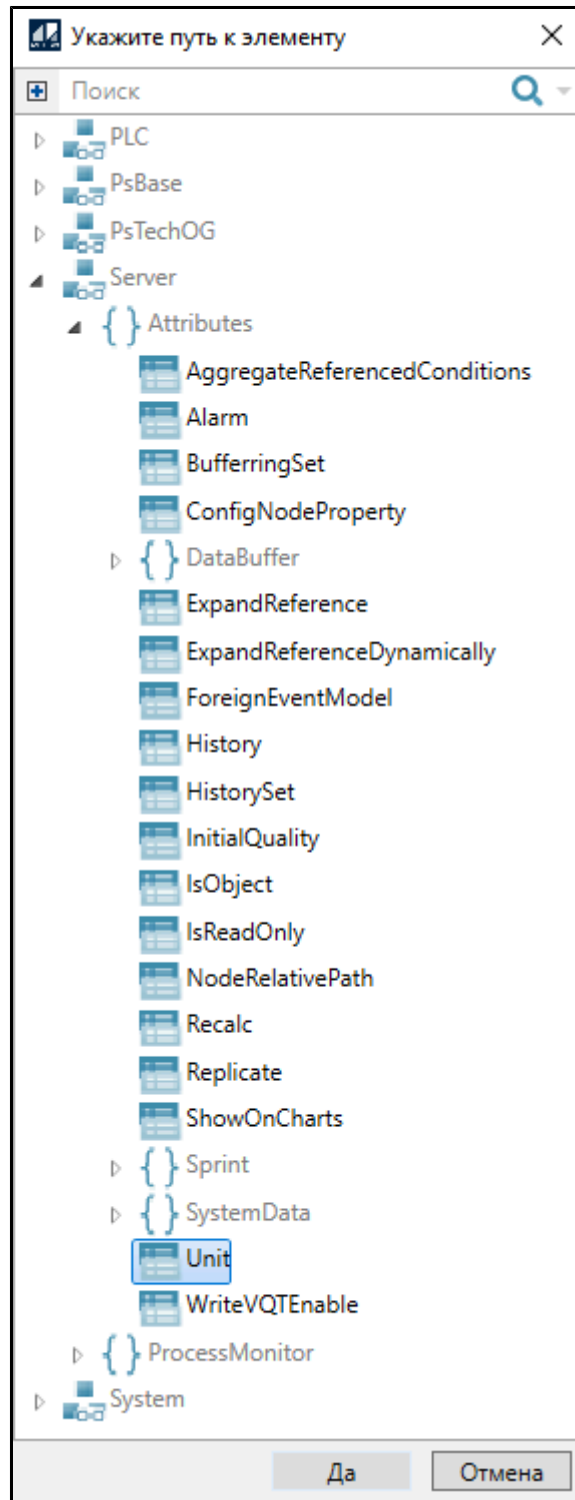 Укажите путь к элементу
Поиск
PLC
PsBase
PsTechOG
Server
Attributes
AggregateReferencedConditions
Alarm
BufferringSet
ConfigNodeProperty
DataBuffer
ExpandReference
ExpandReferenceDynamically
ForeignEventModel
History
HistorySet
InitialQuality
IsObject
IsReadOnly
NodeRelativePath
Recalc
Replicate
ShowOnCharts
Sprint
SystemData
Unit
WriteVQTEnable
ProcessMonitor
System
Да Отмена